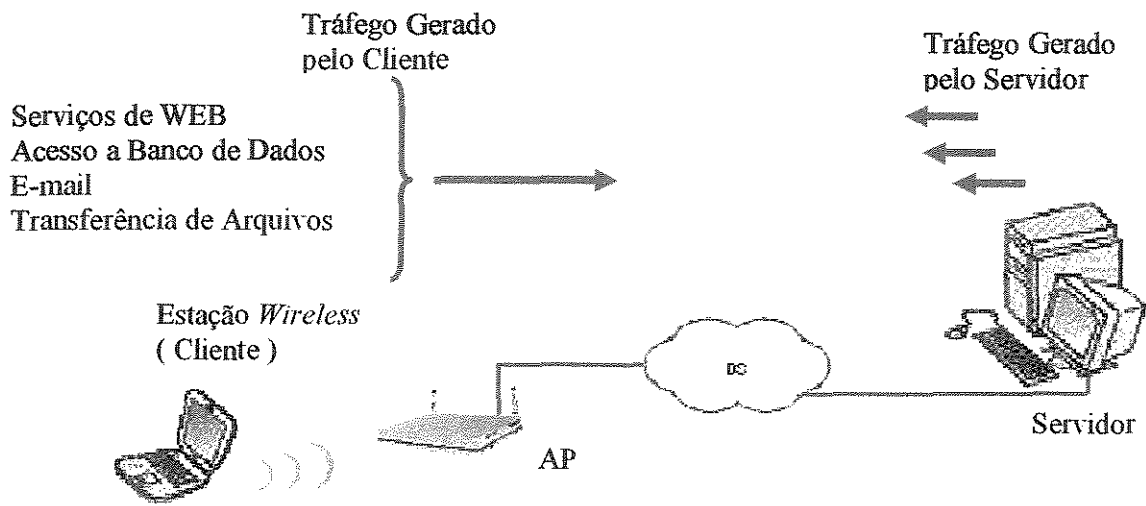 Tráfego Gerado
pelo Cliente
Tráfego Gerado
pelo Servidor
Serviços de WEB
Acesso a Banco de Dados
E-mail
Transferência de Arquivos
Estação Wireless
( Cliente )
DS
AP
Servidor